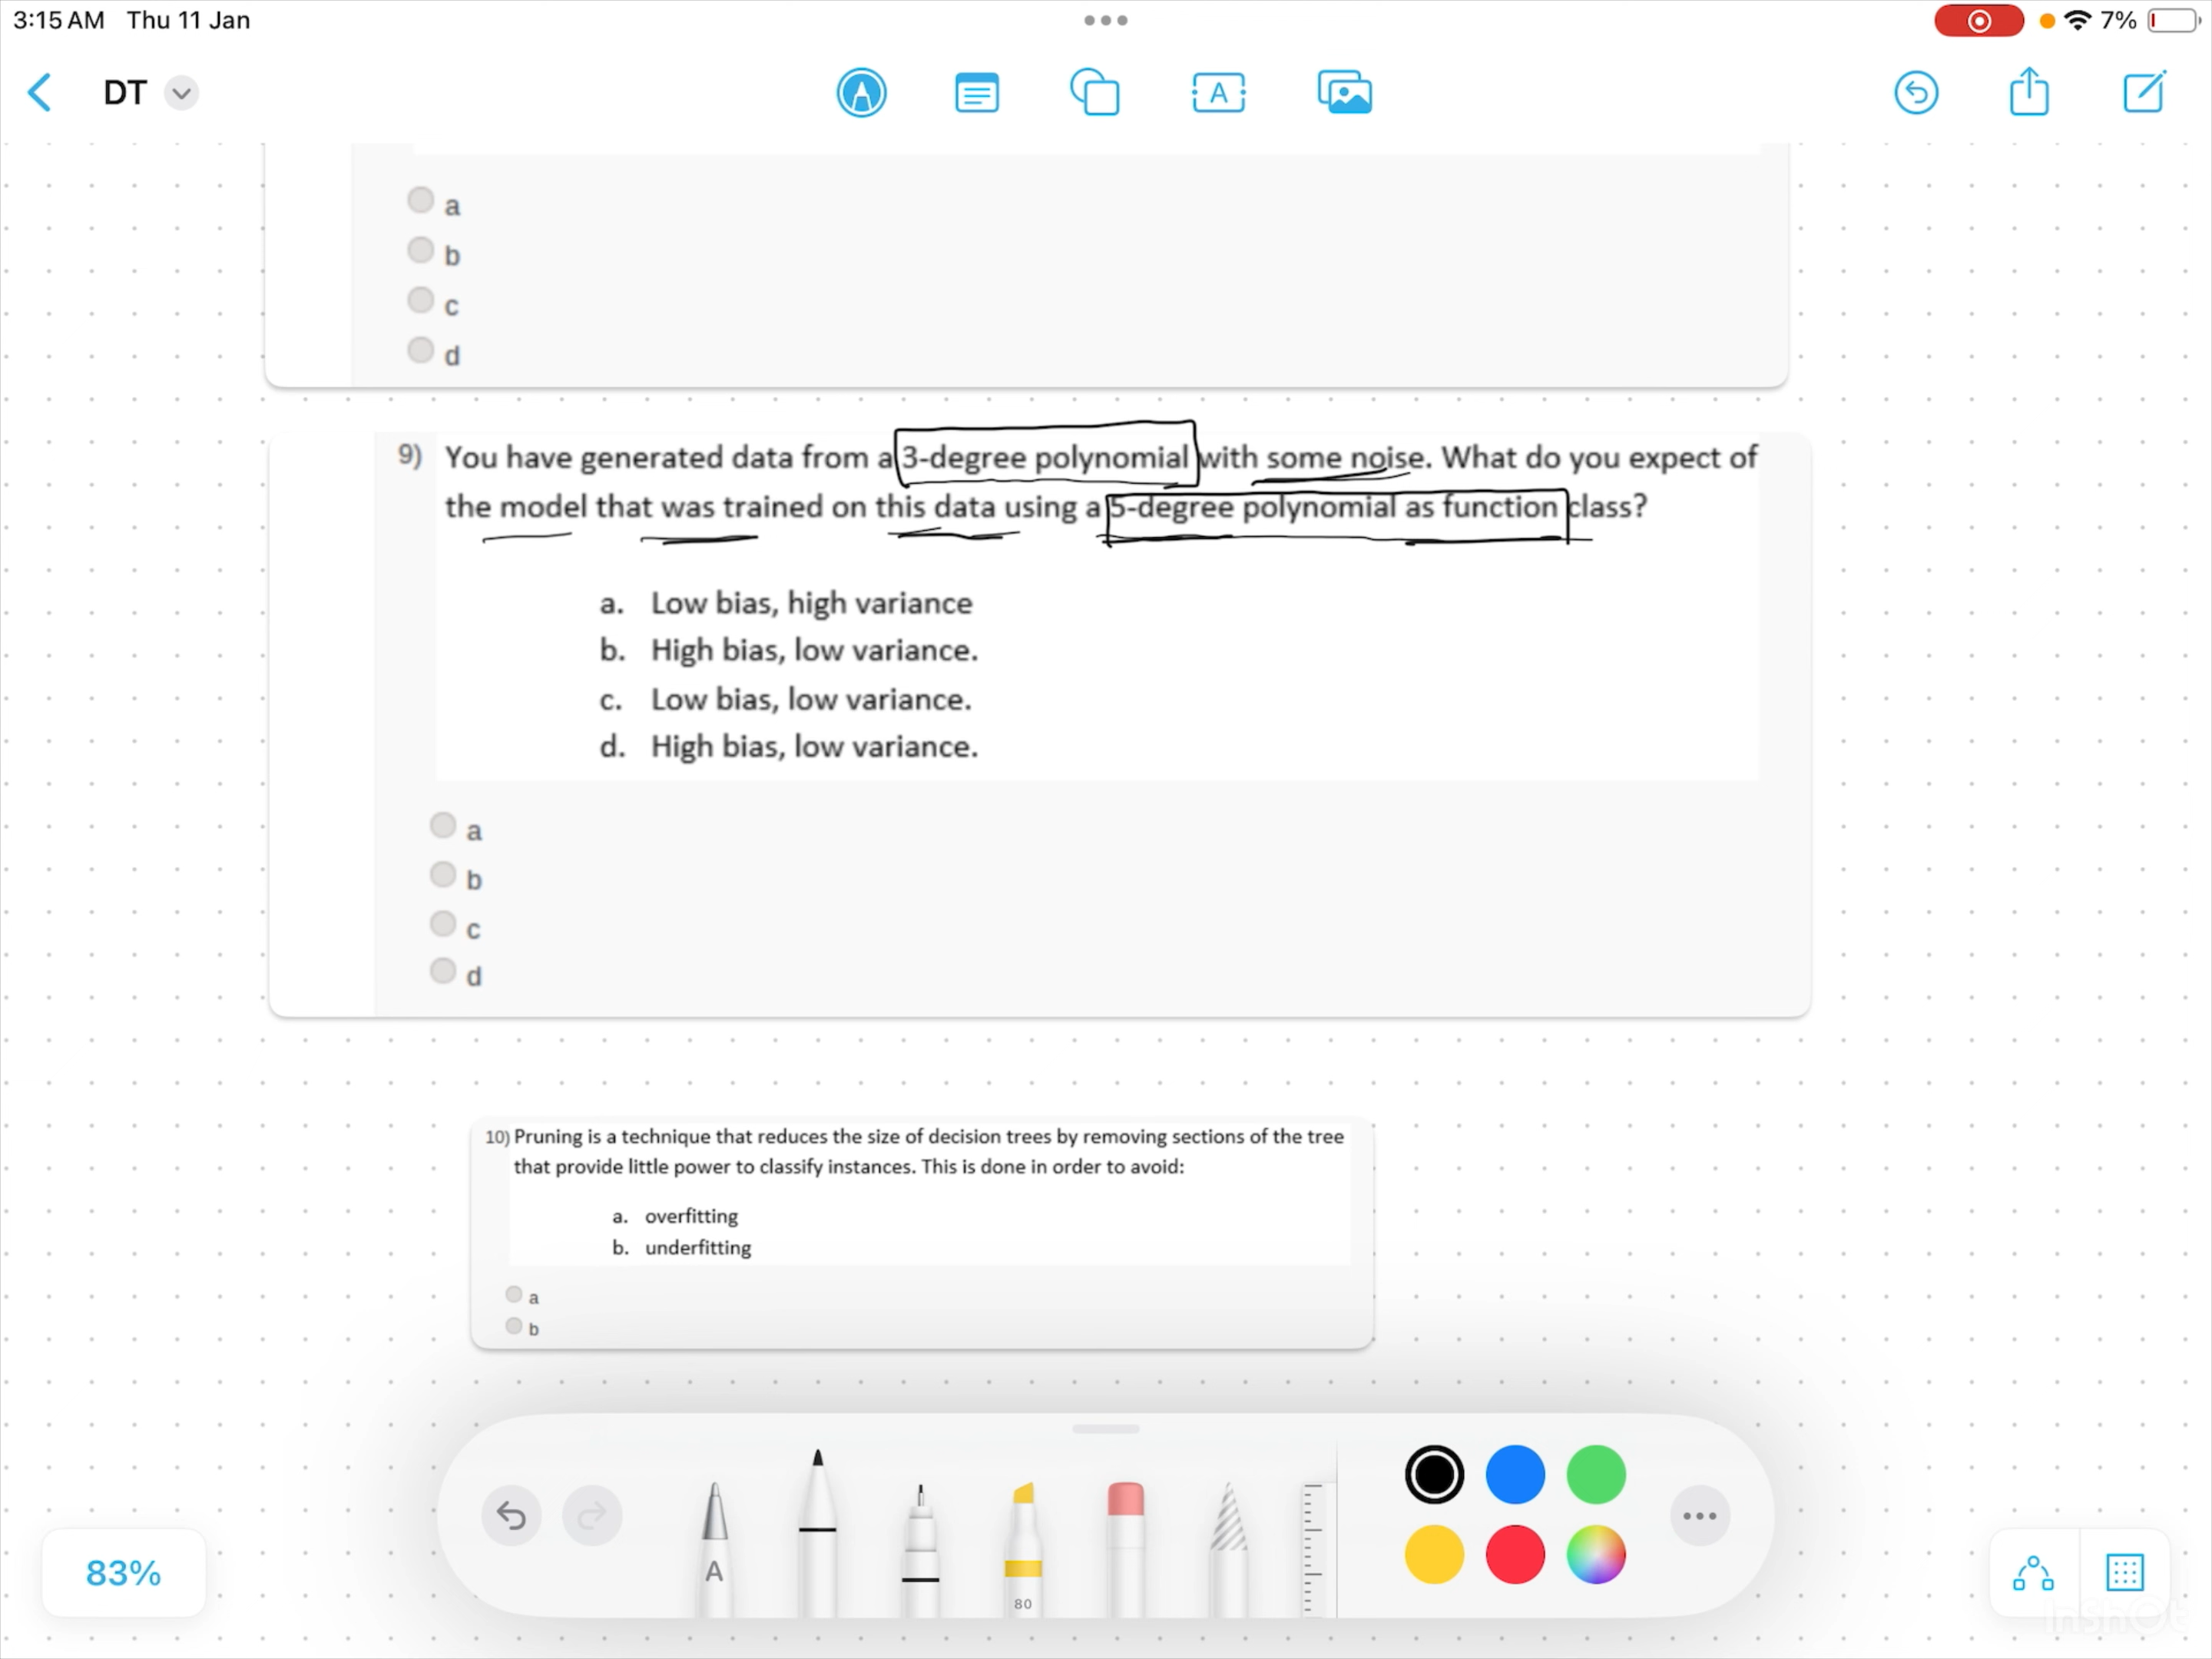 3:15 AM Thu 11 Jan
7%
DT
A
a
b
c
d
9) You have generated data from a 3-degree polynomial with some noise. What do you expect of
the model that was trained on this data using a 5-degree polynomial as function class?
a. Low bias, high variance
b. High bias, low variance.
c. Low bias, low variance.
d. High bias, low variance.
a
b
c
d
10) Pruning is a technique that reduces the size of decision trees by removing sections of the tree
that provide little power to classify instances. This is done in order to avoid:
a. overfitting
b. underfitting
a
b
A
80
83%
InShOt